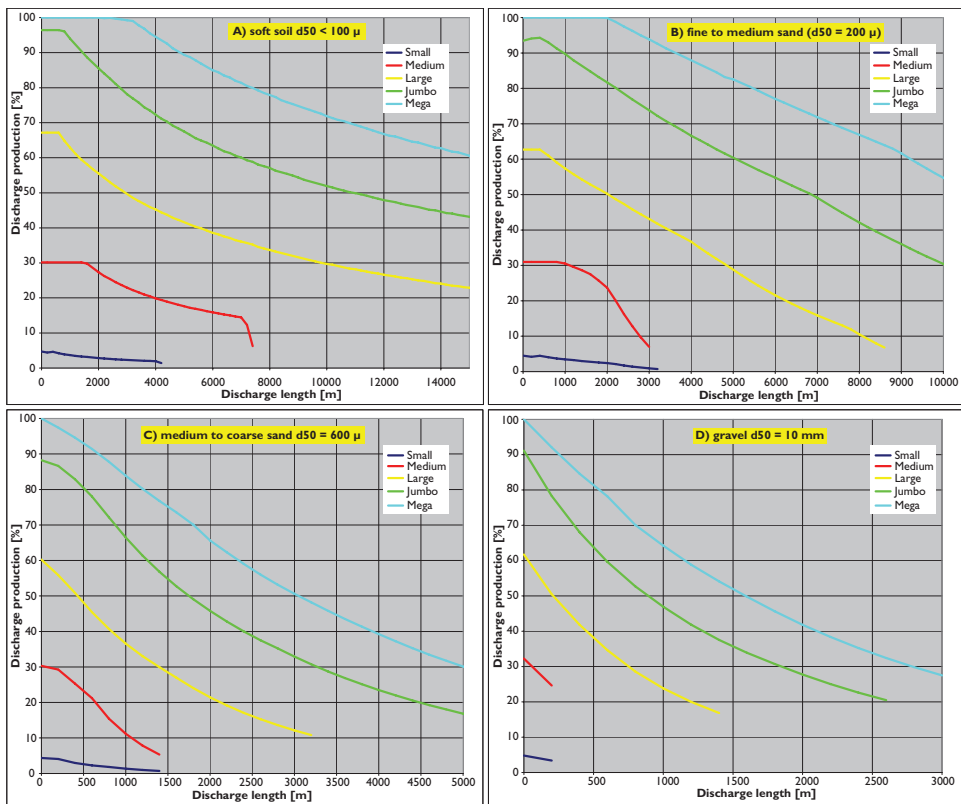 A) soft soil d50 < 100 µ
Small
Medium
Large
Jumbo
Mega
Discharge production [%]
100
90
80
70
60
50
40
30
20
10
0
0 2000 4000 6000 8000 10000 12000 14000
Discharge length [m]
B) fine to medium sand (d50 = 200 µ)
Small
Medium
Large
Jumbo
Mega
Discharge production [%]
100
90
80
70
60
50
40
30
20
10
0
0 1000 2000 3000 4000 5000 6000 7000 8000 9000 10000
Discharge length [m]
C) medium to coarse sand d50 = 600 µ
Small
Medium
Large
Jumbo
Mega
Discharge production [%]
100
90
80
70
60
50
40
30
20
10
0
0 500 1000 1500 2000 2500 3000 3500 4000 4500 5000
Discharge length [m]
D) gravel d50 = 10 mm
Small
Medium
Large
Jumbo
Mega
Discharge production [%]
100
90
80
70
60
50
40
30
20
10
0
0 500 1000 1500 2000 2500 3000
Discharge length [m]